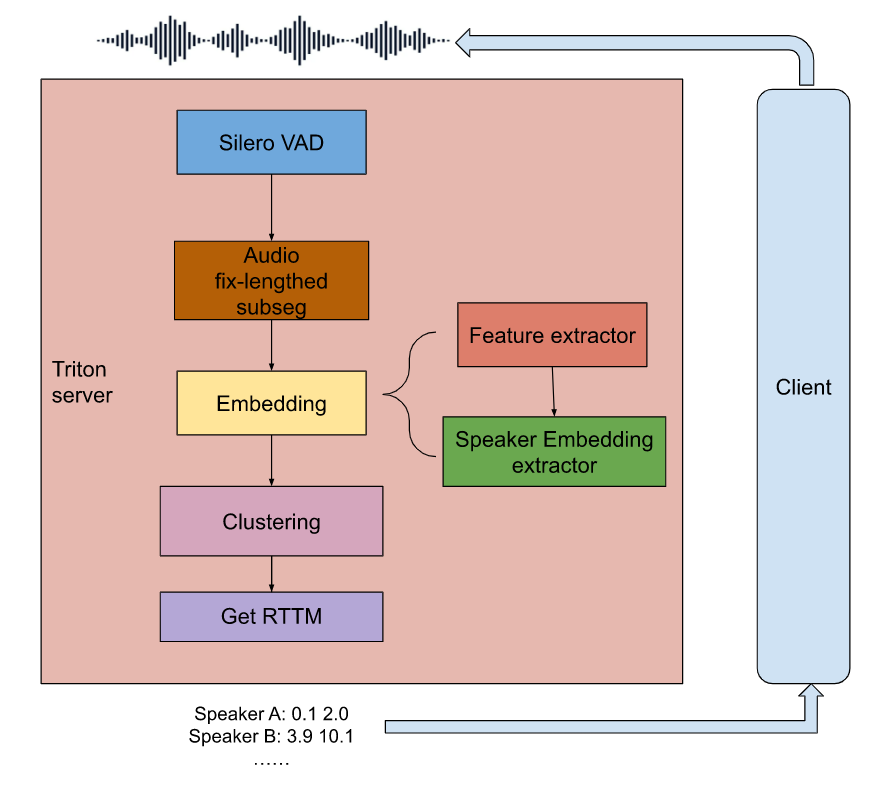 Silero VAD
Audio
fix-lengthed
subseg
Feature extractor
Triton
server
Embedding
Client
Speaker Embedding
extractor
Clustering
Get RTTM
Speaker A: 0.1 2.0
Speaker B: 3.9 10.1
......